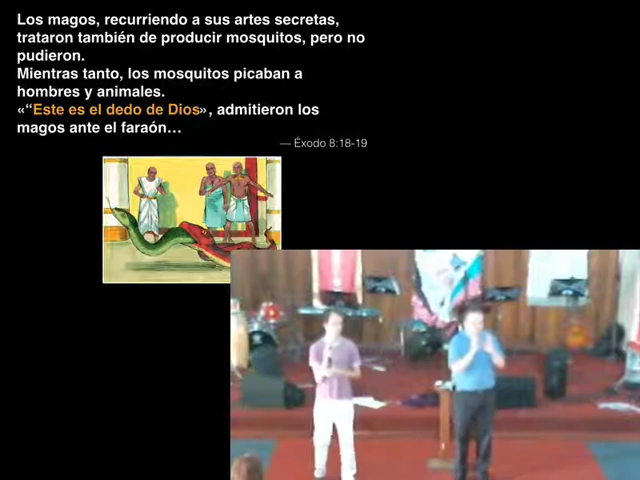 Los magos, recurriendo a sus artes secretas,
trataron también de producir mosquitos, pero no
pudieron.
Mientras tanto, los mosquitos picaban a
hombres y animales.
«“Este es el dedo de Dios», admitieron los
magos ante el faraón…
— Éxodo 8:18-19